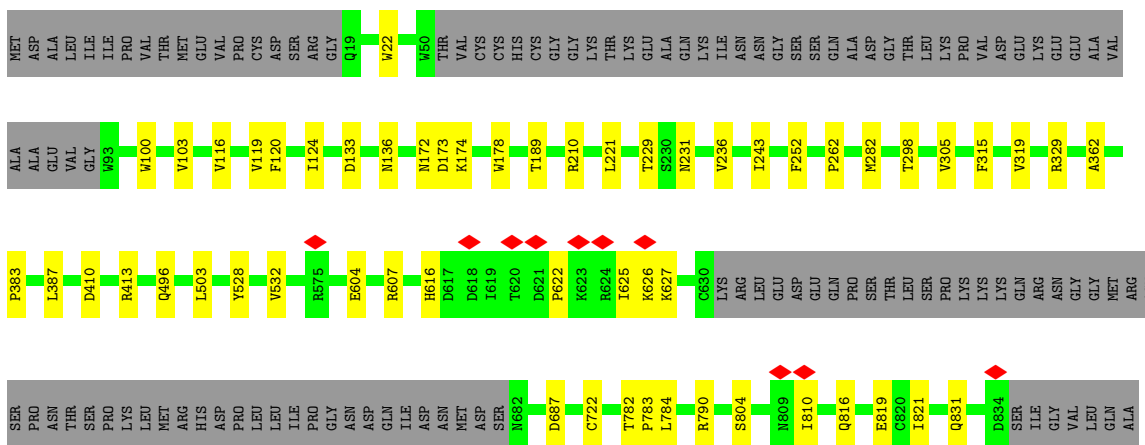 MET ASP ALA LEU ILE ILE PRO VAL THR MET GLU VAL PRO CYS ASP SER ARG GLY Q19 W22 W50 THR VAL CYS CYS HIS CYS GLY GLY LYS THR LYS GLU ALA GLN LYS ILE ASN ASN GLY SER SER GLN ALA ASP GLY THR LEU LYS PRO VAL ASP GLU LYS GLU GLU ALA VAL
ALA ALA GLU VAL GLY W93 W100 V103 V116 V119 F120 I124 D133 N136 N172 D173 K174 W178 T189 R210 L221 T229 S230 N231 V236 I243 F252 P262 M282 T298 V305 F315 V319 R329 A362
P383 L387 D410 R413 Q496 L503 Y528 V532 R575 E604 R607 H616 D617 D618 I619 T620 D621 P622 K623 R624 I625 K626 K627 C630 LYS ARG LEU GLU ASP GLU GLN PRO SER THR LEU SER PRO LYS LYS LYS GLN ARG ASN GLY GLY MET ARG
SER PRO ASN THR SER PRO LYS LEU MET ARG HIS ASP PRO LEU LEU ILE PRO GLY ASN ASP GLN ILE ASP ASN MET ASP SER N682 D687 C722 T782 P783 L784 R790 S804 N809 I810 Q816 E819 C820 I821 Q831 D834 SER ILE GLY VAL LEU GLN ALA